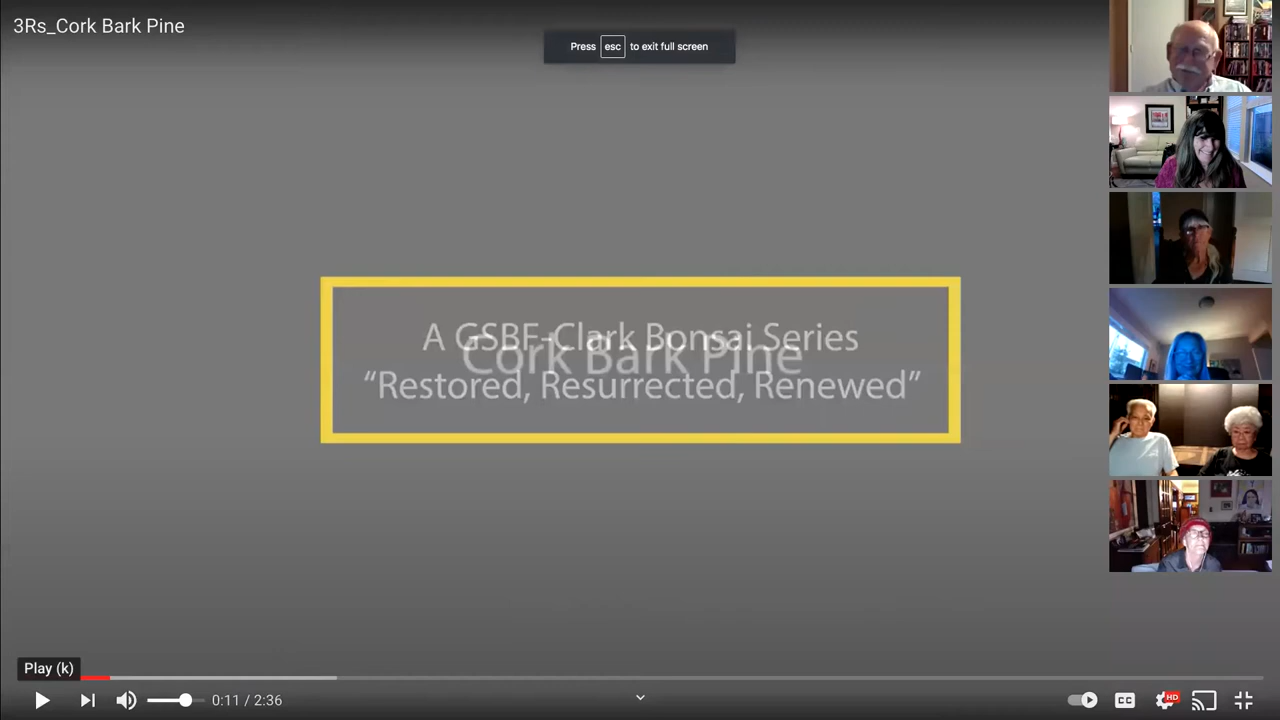 3Rs_Cork Bark Pine
Press esc to exit full screen
A GSBF-Clark Bonsai Series
Cork Bark Pine
“Restored, Resurrected, Renewed”
Play (k)
0:11 / 2:36
CC
HD